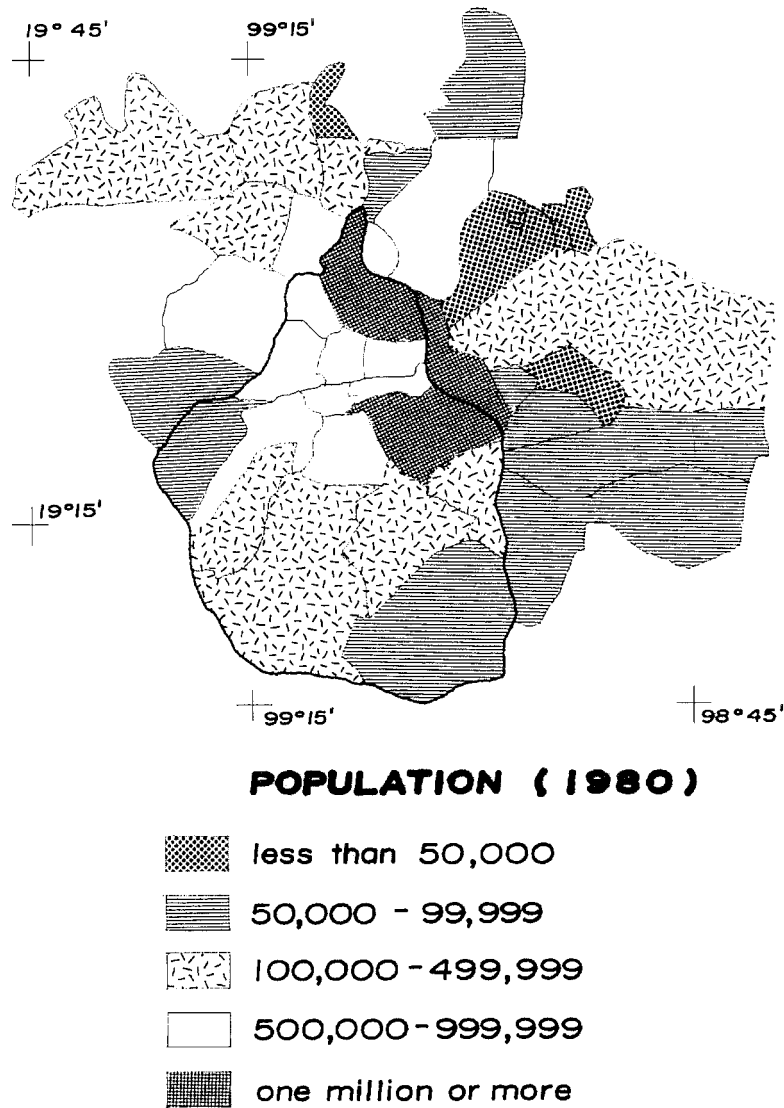 19° 45'
99° 15'
19° 15'
99° 15'
98° 45'
POPULATION (1980)
less than 50,000
50,000 - 99,999
100,000 - 499,999
500,000 - 999,999
one million or more